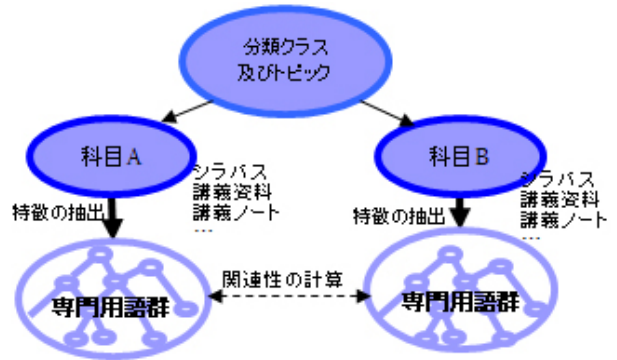 分類クラス
及びトピック
科目A
科目B
シラバス
講義資料
講義ノート
…
シラバス
講義資料
講義ノート
…
特徴の抽出
特徴の抽出
専門用語群
関連性の計算
専門用語群